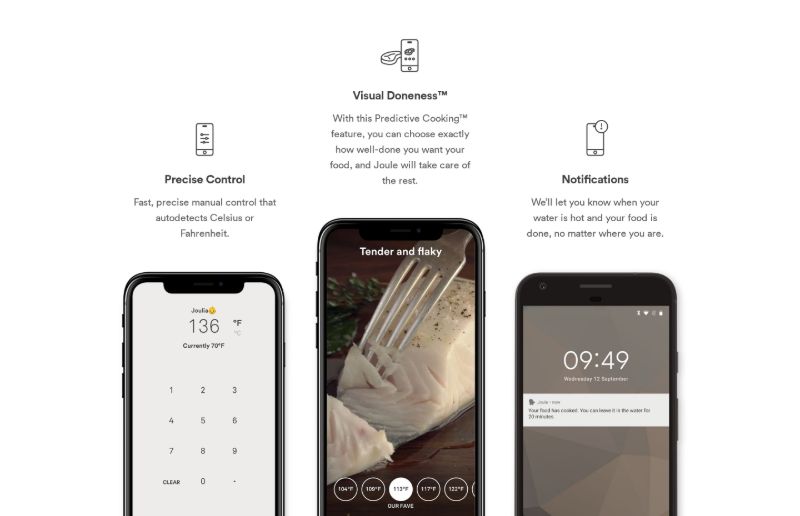 Visual Doneness™
With this Predictive Cooking™
feature, you can choose exactly
how well-done you want your
food, and Joule will take care of
the rest.
Precise Control
Fast, precise manual control that
autodetects Celsius or
Fahrenheit.
Notifications
We'll let you know when your
water is hot and your food is
done, no matter where you are.
Joulia
136 °F
°C
Currently 70°F
1 2 3
4 5 6
7 8 9
CLEAR 0 .
Tender and flaky
104°F 109°F 113°F 117°F 122°F
OUR FAVE
09:49
Wednesday 12 September
Joule • now
Your food has cooked. You can leave it in the water for
20 minutes.